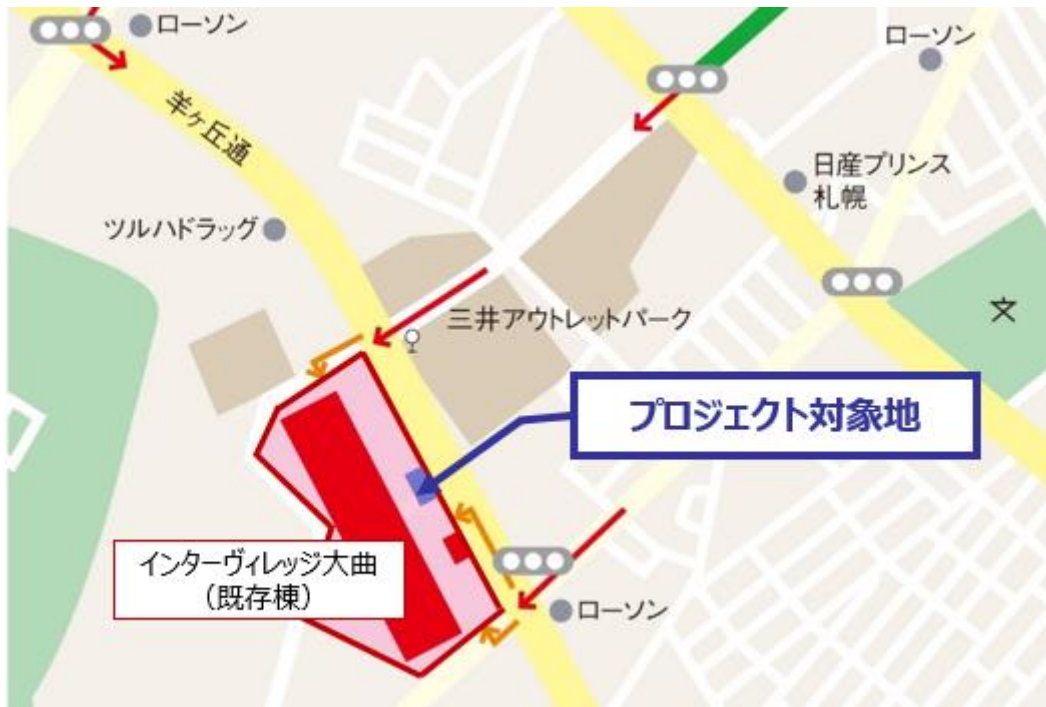 ローソン
ローソン
羊ヶ丘通
日産プリンス
札幌
ツルハドラッグ
三井アウトレットパーク
文
プロジェクト対象地
インターヴィレッジ大曲
（既存棟）
ローソン